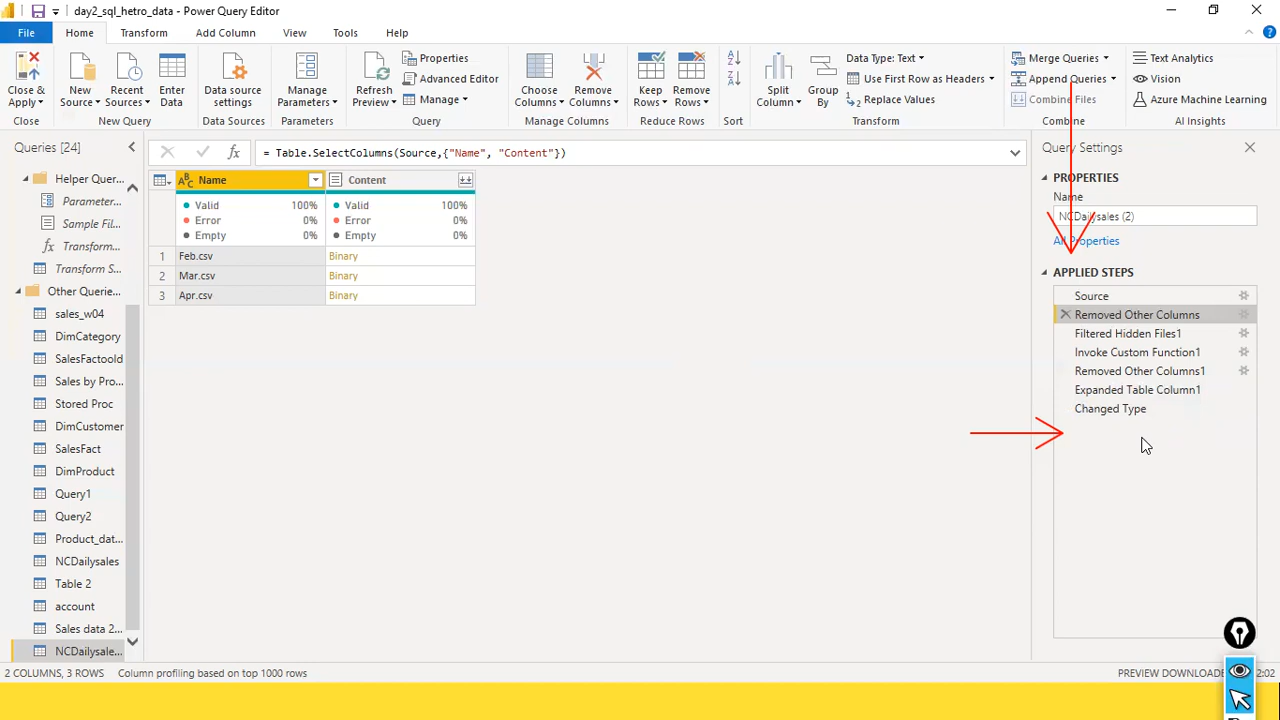 day2_sql_hetro_data - Power Query Editor
File Home Transform Add Column View Tools Help
Close & Apply
New Source
Recent Sources
Enter Data
Data source settings
Manage Parameters
Refresh Preview
Properties
Advanced Editor
Manage
Choose Columns
Remove Columns
Keep Rows
Remove Rows
Split Column
Group By
Data Type: Text
Use First Row as Headers
Replace Values
Merge Queries
Append Queries
Combine Files
Text Analytics
Vision
Azure Machine Learning
Close New Query Data Sources Parameters Query Manage Columns Reduce Rows Sort Transform Combine AI Insights
Queries [24]
Helper Quer...
Parameter...
Sample Fil...
Transform...
Transform S...
Other Querie...
sales_w04
DimCategory
SalesFactoold
Sales by Pro...
Stored Proc
DimCustomer
SalesFact
DimProduct
Query1
Query2
Product_dat...
NCDailysales
Table 2
account
Sales data 2...
NCDailysale...
fx = Table.SelectColumns(Source,{"Name", "Content"})
Name Content
Valid 100% Valid 100%
Error 0% Error 0%
Empty 0% Empty 0%
1 Feb.csv Binary
2 Mar.csv Binary
3 Apr.csv Binary
Query Settings
PROPERTIES
Name
NCDailysales (2)
All Properties
APPLIED STEPS
Source
Removed Other Columns
Filtered Hidden Files1
Invoke Custom Function1
Removed Other Columns1
Expanded Table Column1
Changed Type
2 COLUMNS, 3 ROWS Column profiling based on top 1000 rows
PREVIEW DOWNLOADE 2:02